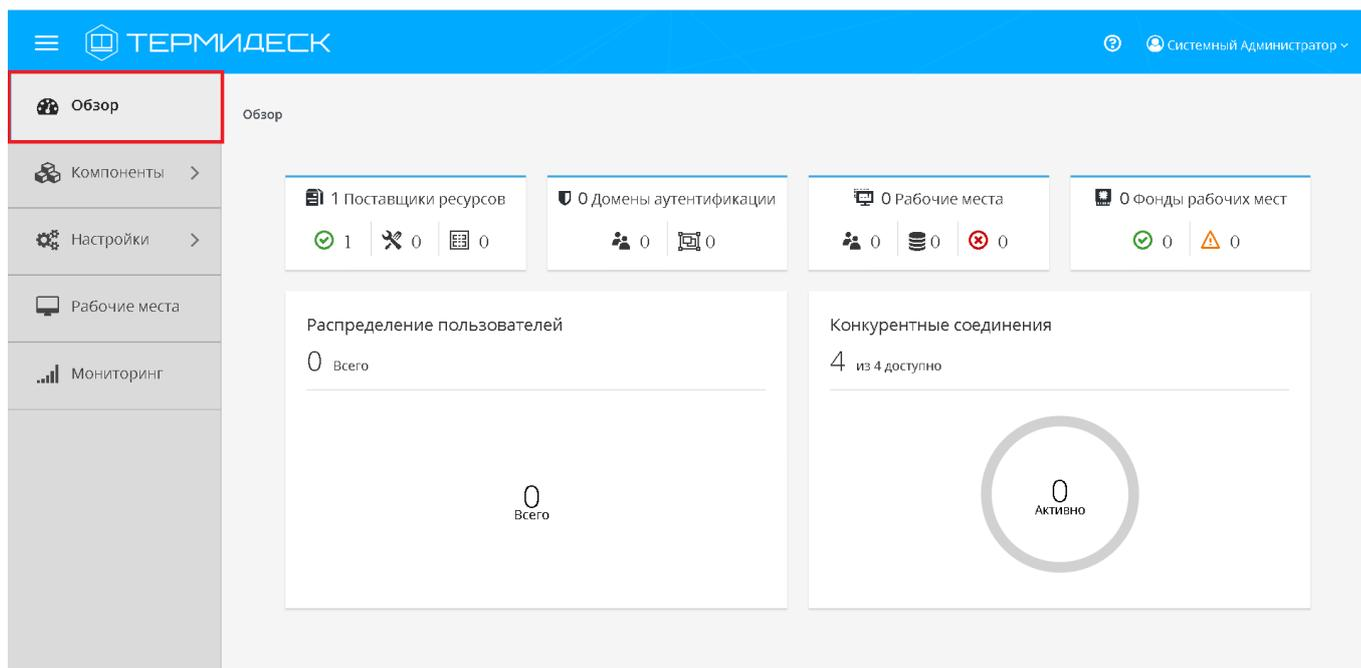 ТЕРМИДЕСК
Системный Администратор
Обзор
Компоненты
Настройки
Рабочие места
Мониторинг
Обзор
1 Поставщики ресурсов
1 0 0
0 Домены аутентификации
0 0
0 Рабочие места
0 0 0
0 Фонды рабочих мест
0 0
Распределение пользователей
0 Всего
0
Всего
Конкурентные соединения
4 из 4 доступно
0
Активно